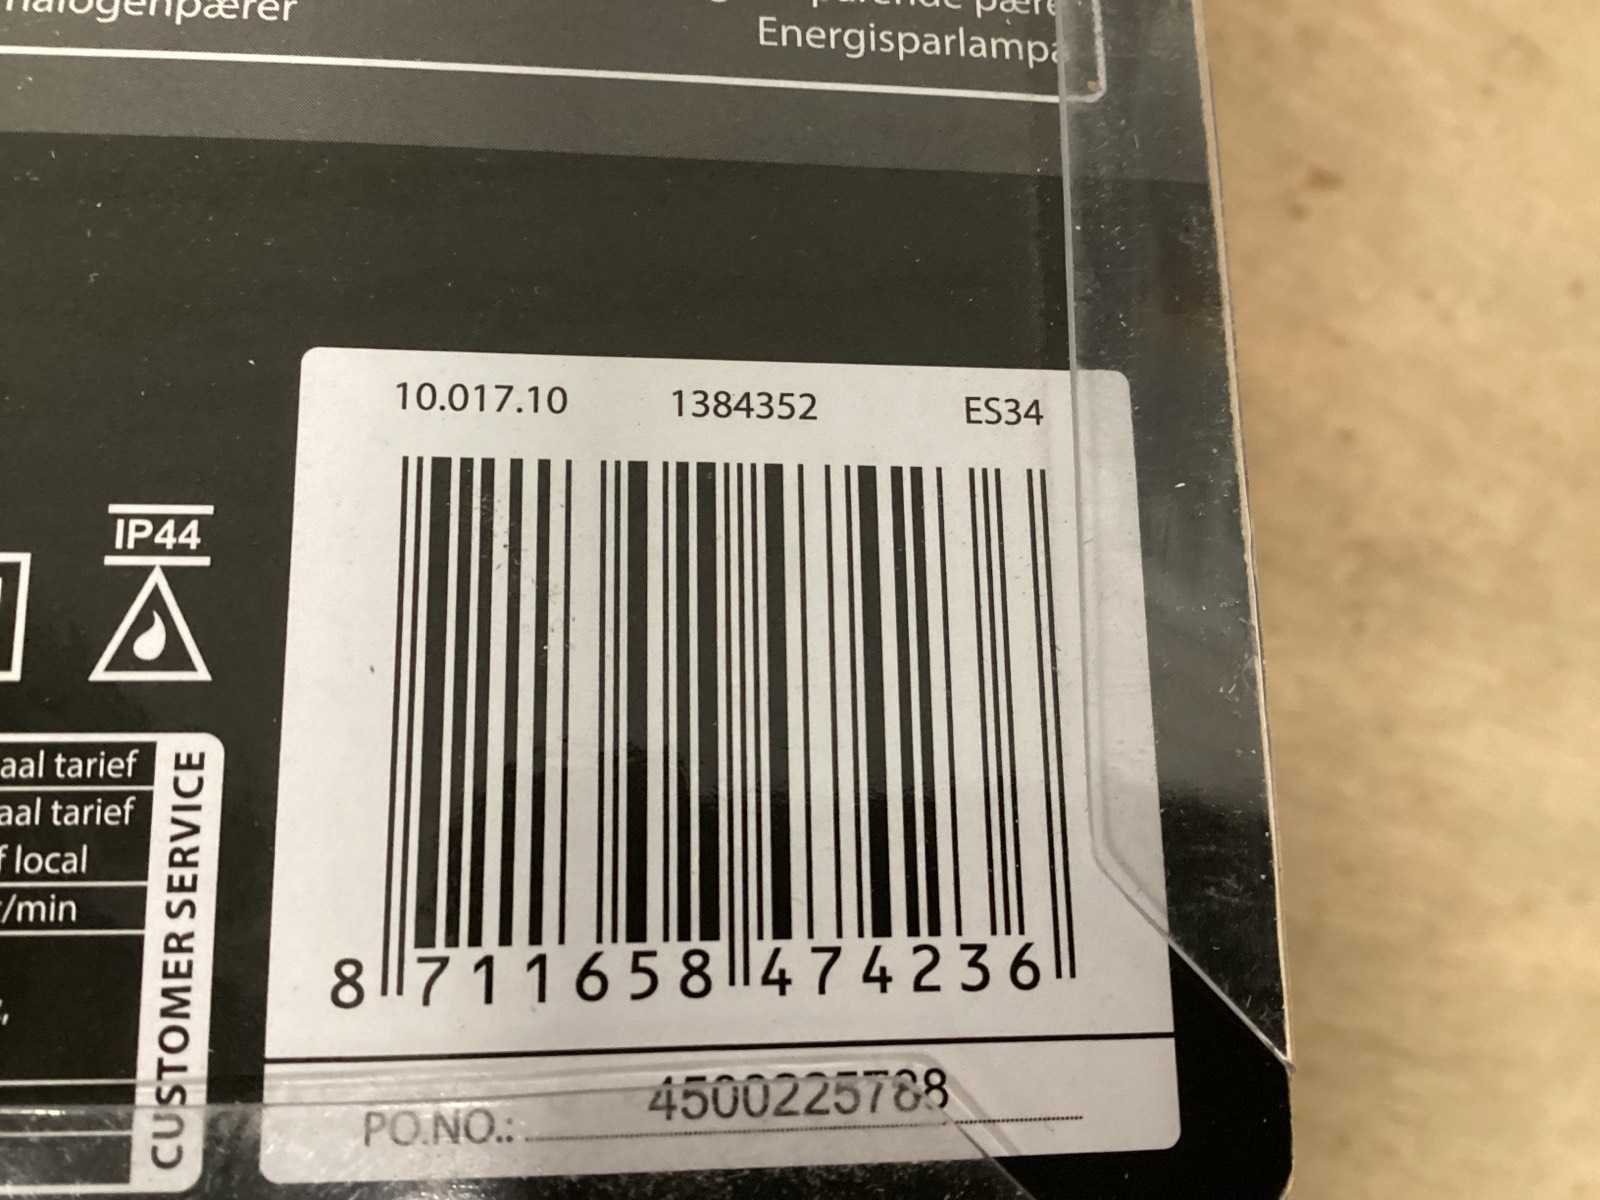 halogenpærer
Energisparlampa
10.017.10 1384352 ES34
IP44
aal tarief
aal tarief
f local
/min
CUSTOMER SERVICE
8 711658 474236
4500225788
PO.NO.: